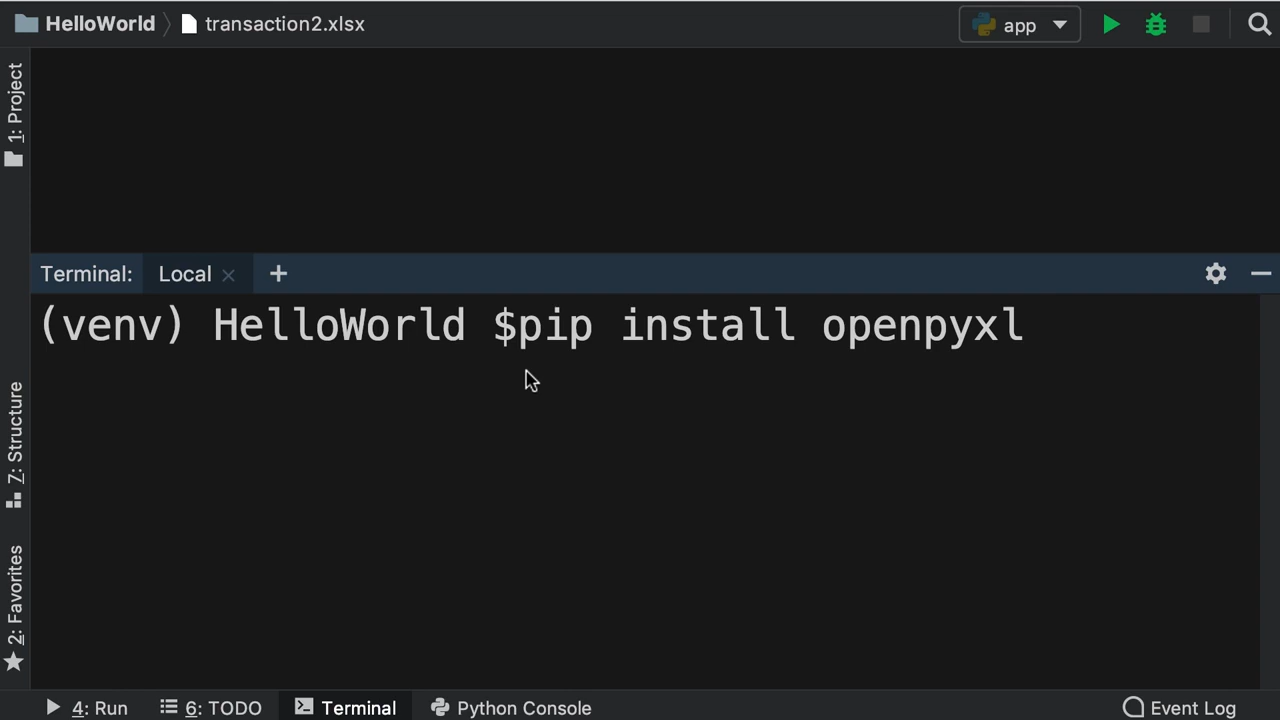 HelloWorld transaction2.xlsx app
1: Project
Terminal: Local × +
(venv) HelloWorld $pip install openpyxl
7: Structure
2: Favorites
4: Run 6: TODO Terminal Python Console Event Log